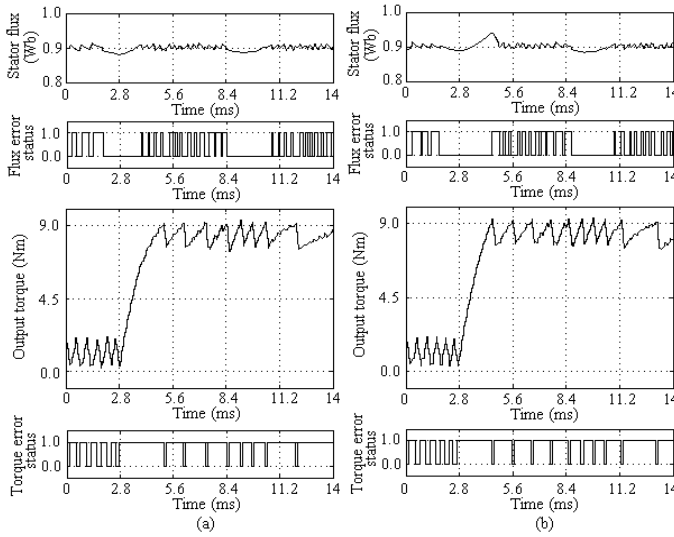 1.0
Stator flux
(Wb)
0.9
0.8
0 2.8 5.6 8.4 11.2 14
Time (ms)
Flux error
status
1.0
0.0
0 2.8 5.6 8.4 11.2 14
Time (ms)
Output torque (Nm)
9.0
4.5
0.0
0 2.8 5.6 8.4 11.2 14
Time (ms)
Torque error
status
1.0
0.0
0 2.8 5.6 8.4 11.2 14
Time (ms)
(a)
1.0
Stator flux
(Wb)
0.9
0.8
0 2.8 5.6 8.4 11.2 14
Time (ms)
Flux error
status
1.0
0.0
0 2.8 5.6 8.4 11.2 14
Time (ms)
Output torque (Nm)
9.0
4.5
0.0
0 2.8 5.6 8.4 11.2 14
Time (ms)
Torque error
status
1.0
0.0
0 2.8 5.6 8.4 11.2 14
Time (ms)
(b)